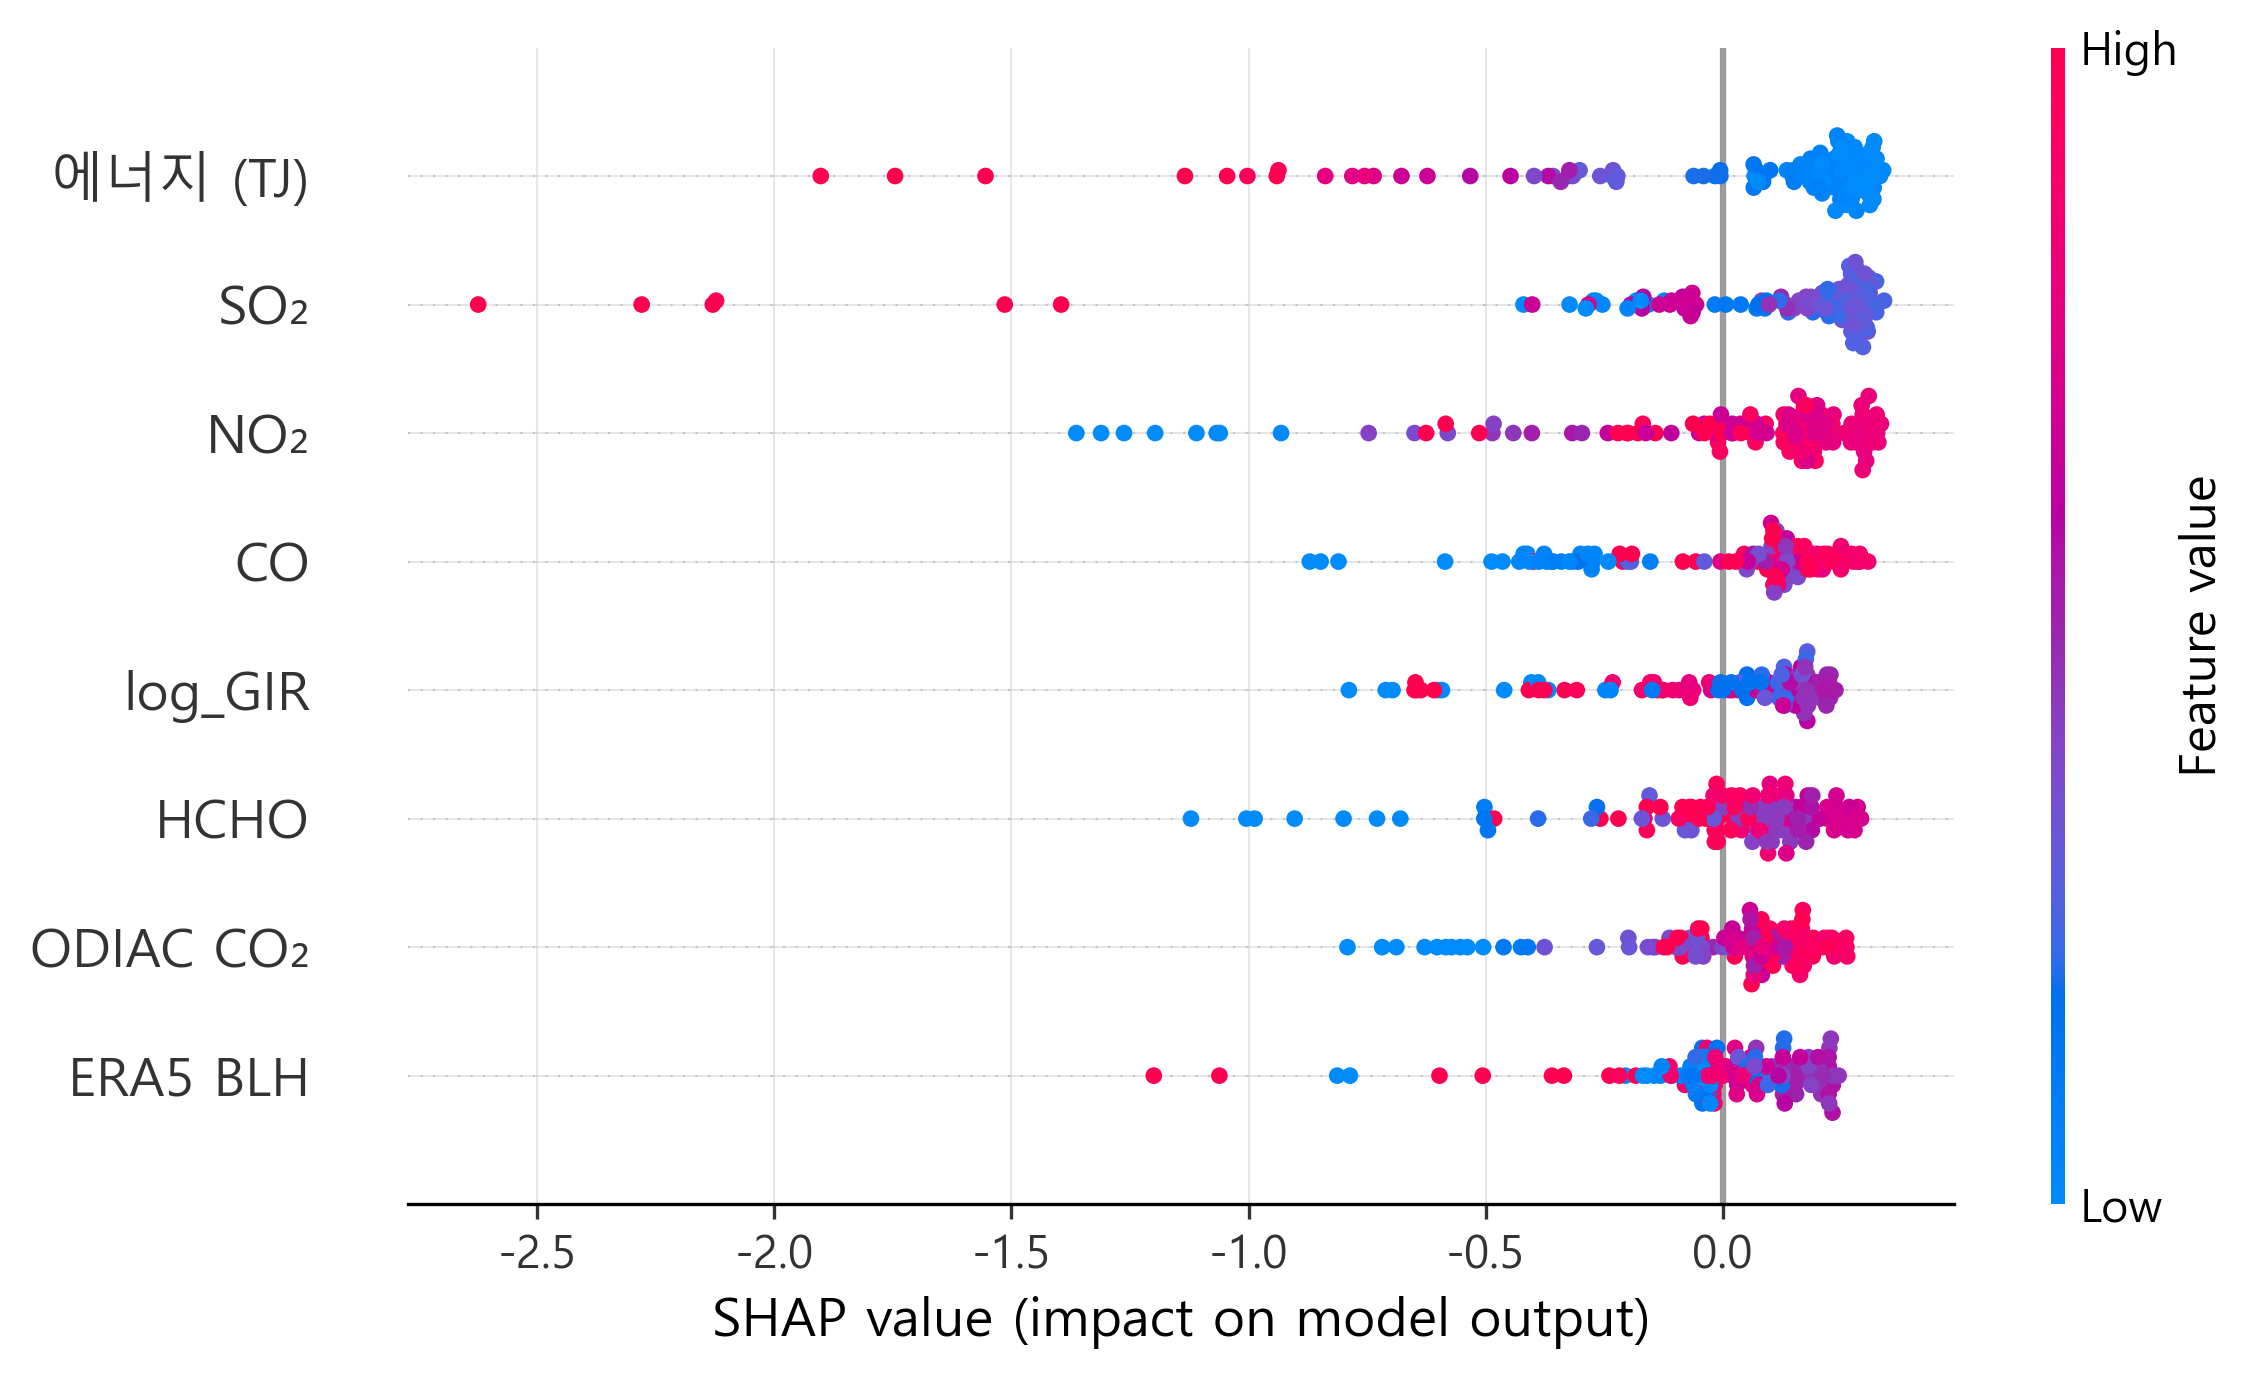 High
에너지 (TJ)
SO₂
NO₂
CO
log_GIR
HCHO
ODIAC CO₂
ERA5 BLH
Feature value
Low
-2.5 -2.0 -1.5 -1.0 -0.5 0.0
SHAP value (impact on model output)